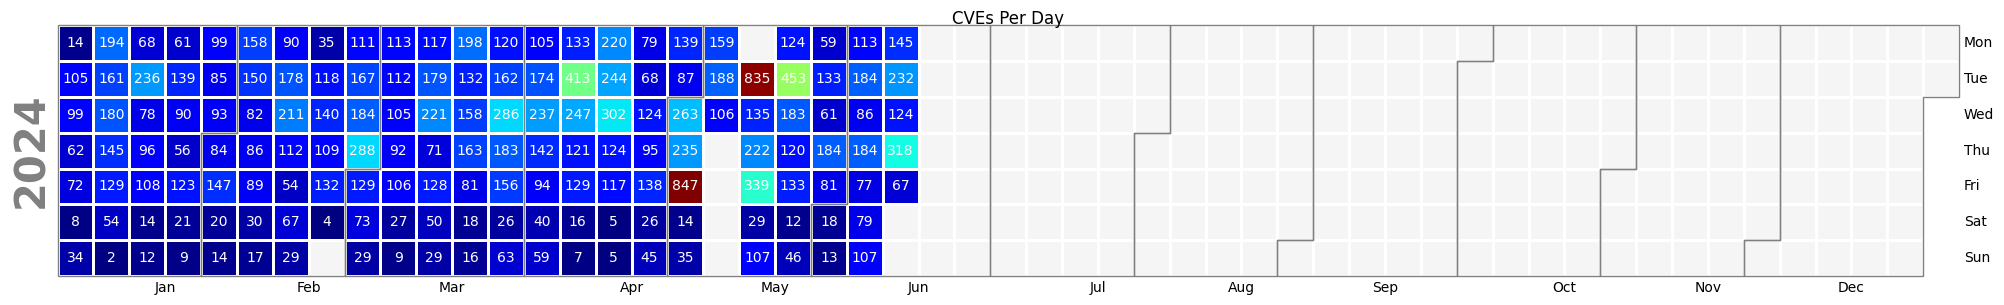 CVEs Per Day
2024
14 194 68 61 99 158 90 35 111 113 117 198 120 105 133 220 79 139 159 124 59 113 145 Mon
105 161 236 139 85 150 178 118 167 112 179 132 162 174 413 244 68 87 188 835 453 133 184 232 Tue
99 180 78 90 93 82 211 140 184 105 221 158 286 237 247 302 124 263 106 135 183 61 86 124 Wed
62 145 96 56 84 86 112 109 288 92 71 163 183 142 121 124 95 235 222 120 184 184 318 Thu
72 129 108 123 147 89 54 132 129 106 128 81 156 94 129 117 138 847 339 133 81 77 67 Fri
8 54 14 21 20 30 67 4 73 27 50 18 26 40 16 5 26 14 29 12 18 79 Sat
34 2 12 9 14 17 29 29 9 29 16 63 59 7 5 45 35 107 46 13 107 Sun
Jan Feb Mar Apr May Jun Jul Aug Sep Oct Nov Dec